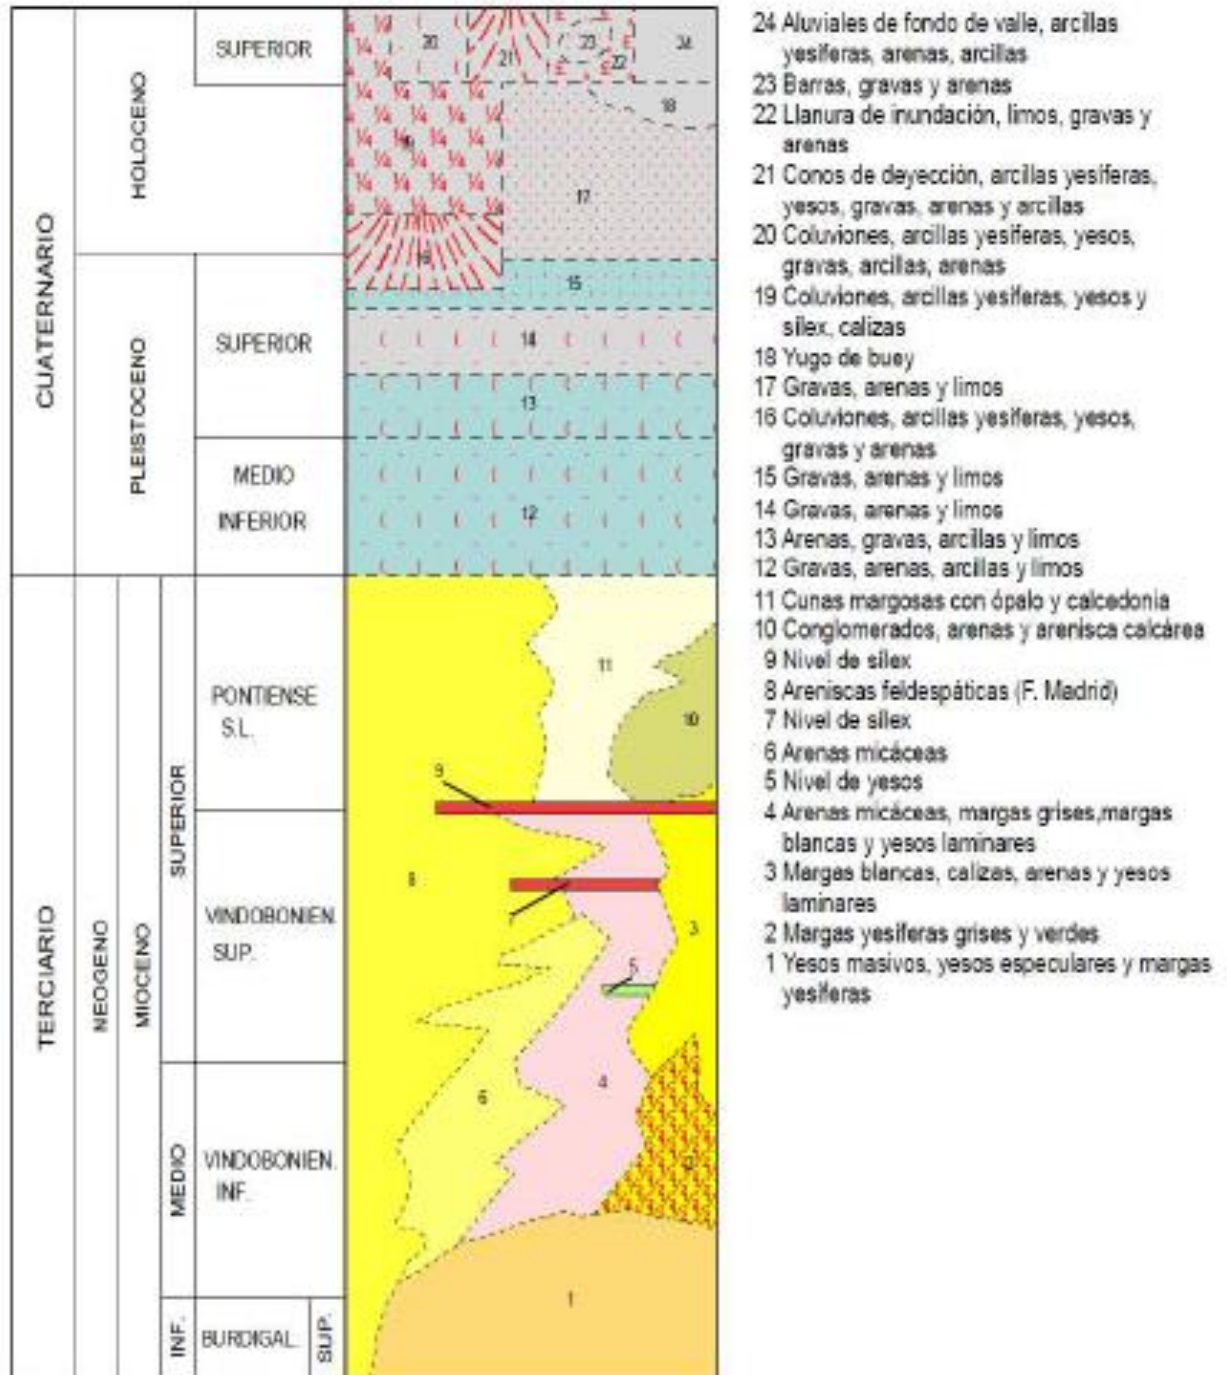 CUATERNARIO
HOLOCENO
SUPERIOR
PLEISTOCENO
SUPERIOR
MEDIO
INFERIOR
TERCIARIO
NEOGENO
MIOCENO
SUPERIOR
PONTIENSE
S.L.
VINDOBONIEN.
SUP.
MEDIO
VINDOBONIEN.
INF.
INF.
BURDIGAL.
SUP.
20
21
23
22
24
18
19
17
16
15
14
13
12
11
10
9
8
7
3
5
6
4
2
1
24 Aluviales de fondo de valle, arcillas
yesíferas, arenas, arcillas
23 Barras, gravas y arenas
22 Llanura de inundación, limos, gravas y
arenas
21 Conos de deyección, arcillas yesíferas,
yesos, gravas, arenas y arcillas
20 Coluviones, arcillas yesíferas, yesos,
gravas, arcillas, arenas
19 Coluviones, arcillas yesíferas, yesos y
sílex, calizas
18 Yugo de buey
17 Gravas, arenas y limos
16 Coluviones, arcillas yesíferas, yesos,
gravas y arenas
15 Gravas, arenas y limos
14 Gravas, arenas y limos
13 Arenas, gravas, arcillas y limos
12 Gravas, arenas, arcillas y limos
11 Cunas margosas con ópalo y calcedonia
10 Conglomerados, arenas y arenisca calcárea
9 Nivel de sílex
8 Areniscas feldespáticas (F. Madrid)
7 Nivel de sílex
6 Arenas micáceas
5 Nivel de yesos
4 Arenas micáceas, margas grises,margas
blancas y yesos laminares
3 Margas blancas, calizas, arenas y yesos
laminares
2 Margas yesíferas grises y verdes
1 Yesos masivos, yesos especulares y margas
yesíferas